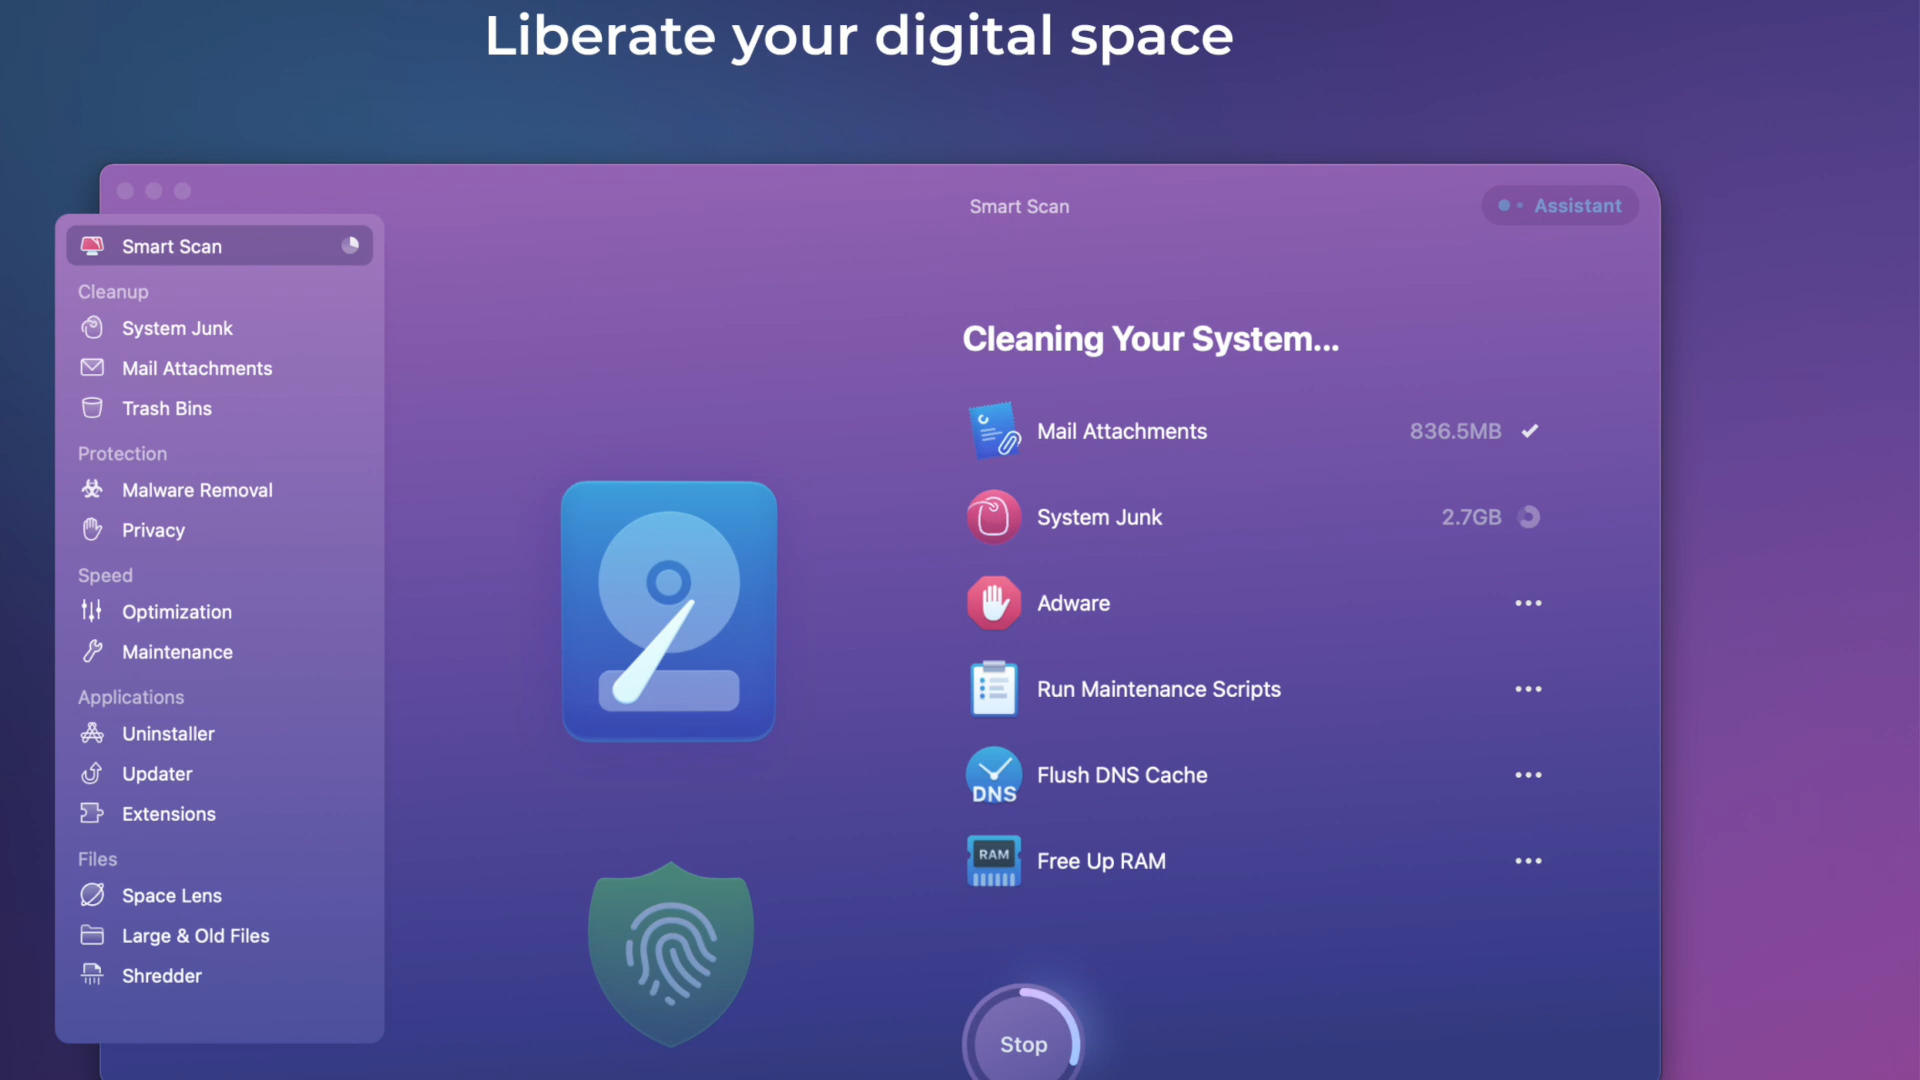 Liberate your digital space
Smart Scan
Assistant
Smart Scan
Cleanup
System Junk
Mail Attachments
Trash Bins
Protection
Malware Removal
Privacy
Speed
Optimization
Maintenance
Applications
Uninstaller
Updater
Extensions
Files
Space Lens
Large & Old Files
Shredder
Cleaning Your System...
Mail Attachments 836.5MB
System Junk 2.7GB
Adware
Run Maintenance Scripts
DNS
Flush DNS Cache
RAM
Free Up RAM
Stop